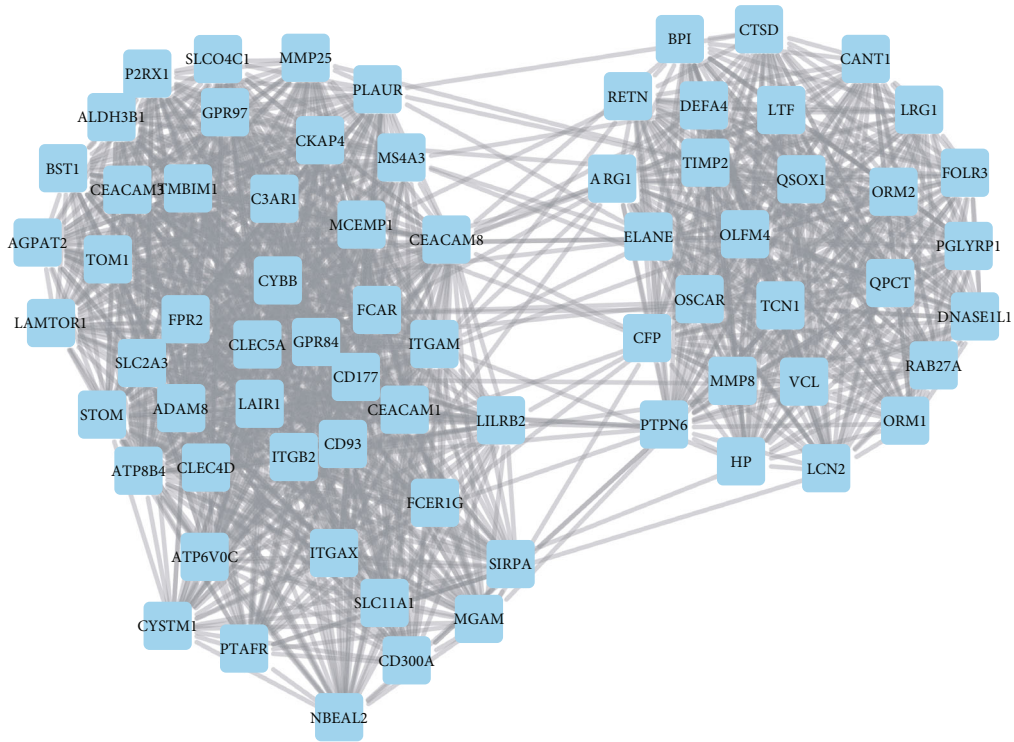 CTSD
BPI
SLCO4C1
MMP25
CANT1
P2RX1
PLAUR
RETN
DEFA4
LTF
LRG1
ALDH3B1
GPR97
CKAP4
MS4A3
TIMP2
BST1
CEACAM3
TMBIM1
C3AR1
ARG1
QSOX1
ORM2
FOLR3
MCEMP1
CEACAM8
ELANE
OLFM4
AGPAT2
TOM1
PGLYRP1
CYBB
QPCT
LAMTOR1
FPR2
FCAR
OSCAR
TCN1
DNASE1L1
CLEC5A
GPR84
ITGAM
CFP
SLC2A3
CD177
MMP8
VCL
RAB27A
STOM
ADAM8
LAIR1
CEACAM1
LILRB2
PTPN6
ORM1
ATP8B4
CLEC4D
ITGB2
CD93
HP
LCN2
FCER1G
ATP6V0C
ITGAX
SIRPA
SLC11A1
CYSTM1
MGAM
PTAFR
CD300A
NBEAL2